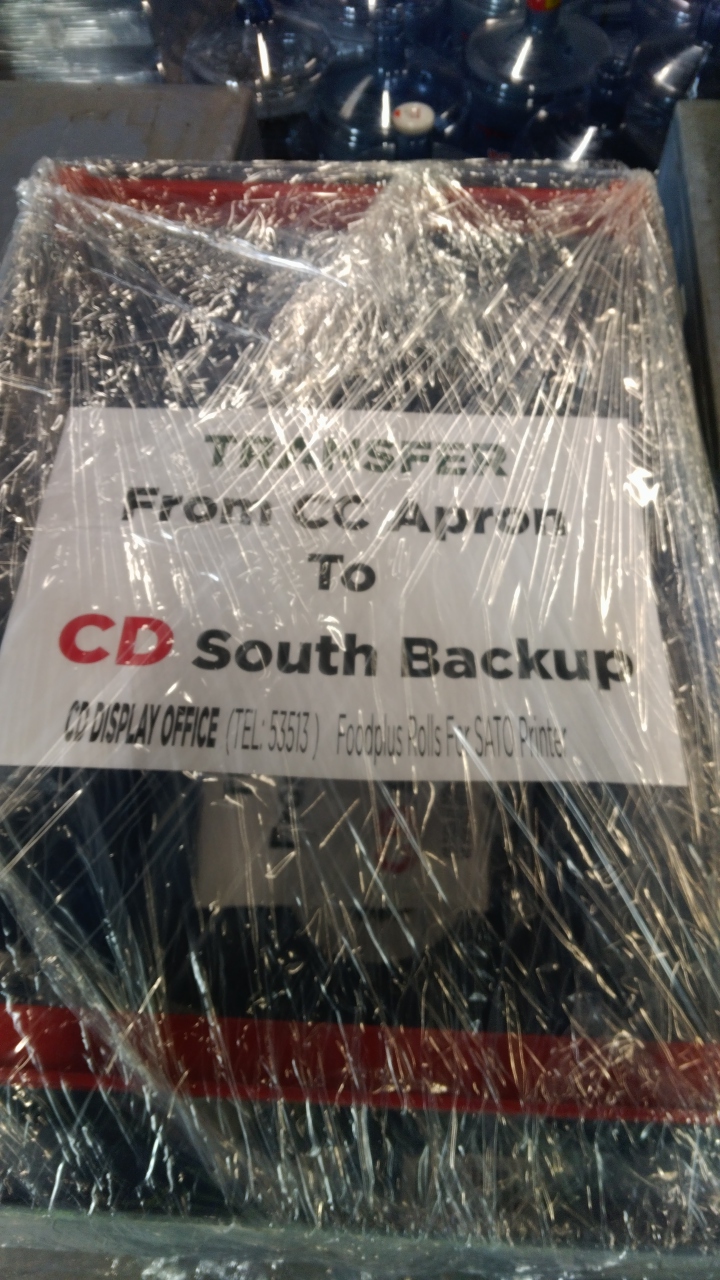 TRANSFER
From CC Apron
To
CD South Backup
CD DISPLAY OFFICE (TEL: 53513) Foodplus Rolls For SATO Printer